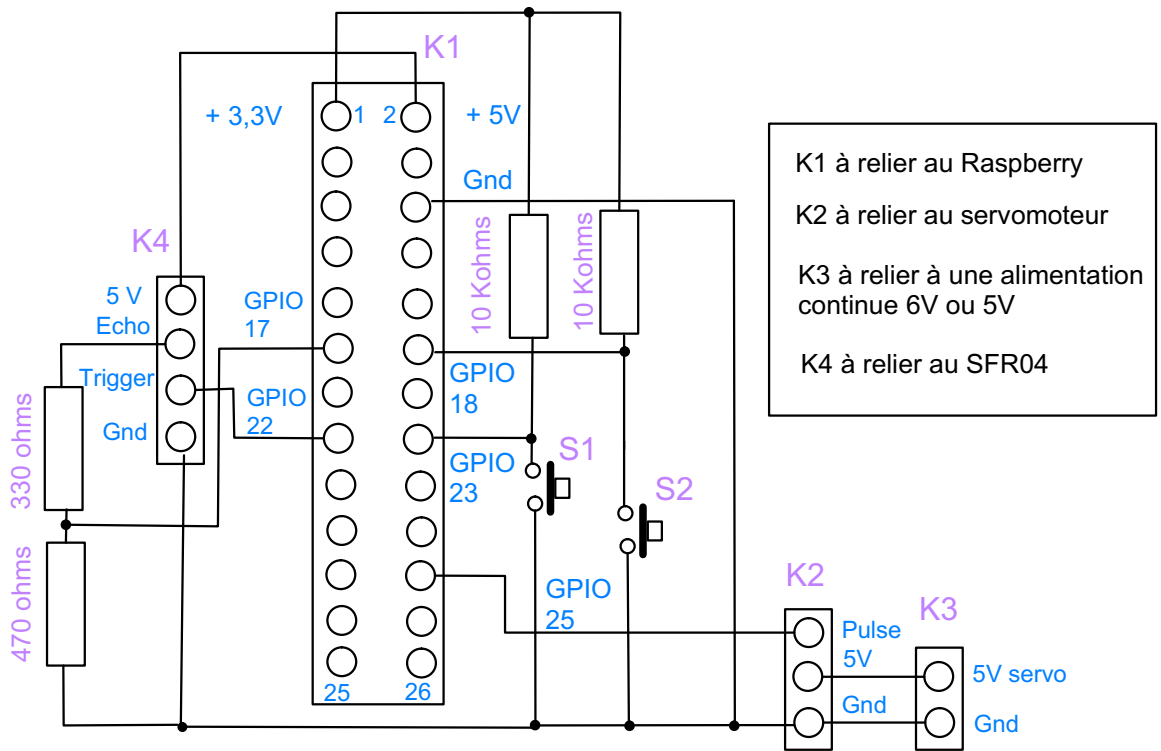 K1
+ 3,3V
1
2
+ 5V
Gnd
K4
5 V
Echo
Trigger
Gnd
GPIO
17
GPIO
22
330 ohms
470 ohms
10 Kohms
10 Kohms
GPIO
18
GPIO
23
S1
S2
GPIO
25
25
26
K2
Pulse
5V
Gnd
K3
5V servo
Gnd
K1 à relier au Raspberry
K2 à relier au servomoteur
K3 à relier à une alimentation
continue 6V ou 5V
K4 à relier au SFR04